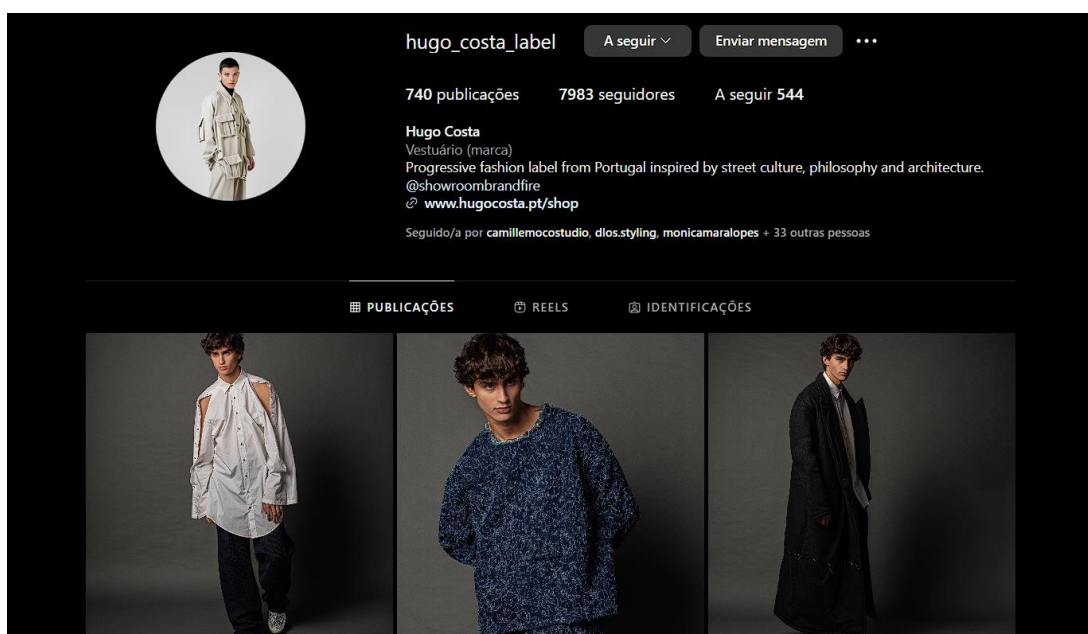 hugo_costa_label A seguir Enviar mensagem
740 publicações 7983 seguidores A seguir 544
Hugo Costa
Vestuário (marca)
Progressive fashion label from Portugal inspired by street culture, philosophy and architecture.
@showroombrandfire
www.hugocosta.pt/shop
Seguido/a por camillemocostudio, dlos.styling, monicamaralopes + 33 outras pessoas
PUBLICAÇÕES REELS IDENTIFICAÇÕES